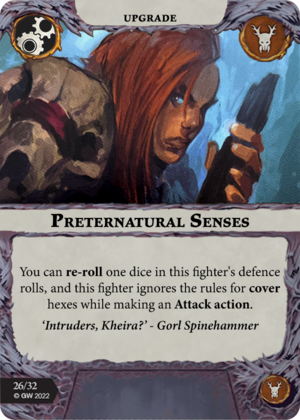 UPGRADE
PRETERNATURAL SENSES
You can re-roll one dice in this fighter's defence
rolls, and this fighter ignores the rules for cover
hexes while making an Attack action.
‘Intruders, Kheira?’ - Gorl Spinehammer
26/32
© GW 2022